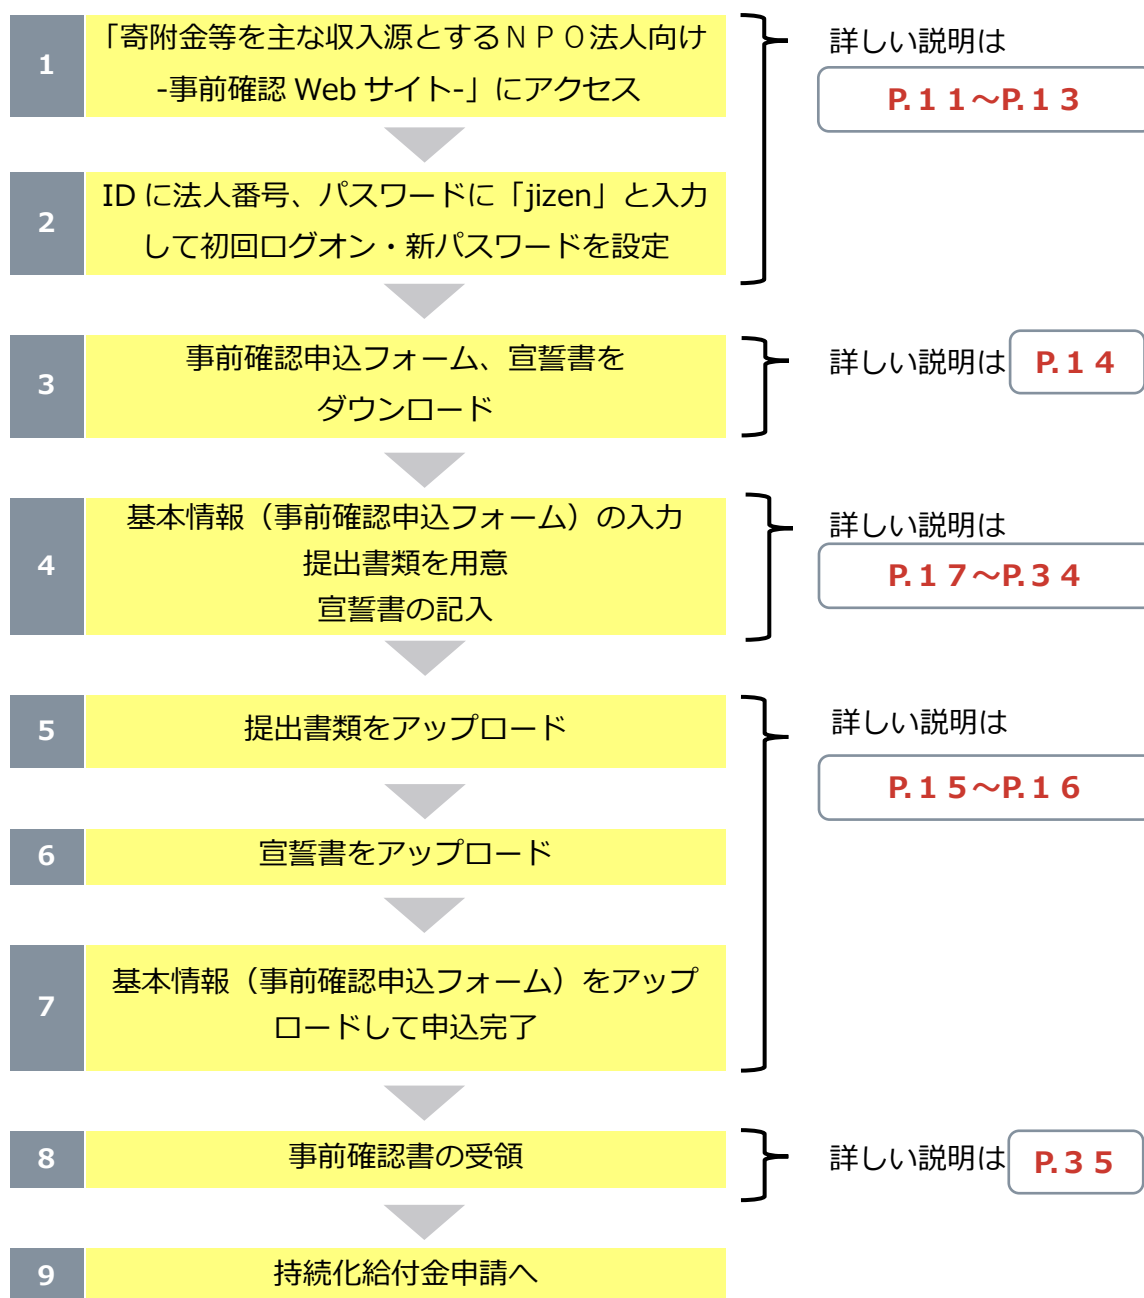 1
「寄附金等を主な収入源とするＮＰＯ法人向け
-事前確認 Web サイト-」にアクセス
詳しい説明は
P.１１～P.１３
2
ID に法人番号、パスワードに「jizen」と入力
して初回ログオン・新パスワードを設定
3
事前確認申込フォーム、宣誓書を
ダウンロード
詳しい説明は P.１４
4
基本情報（事前確認申込フォーム）の入力
提出書類を用意
宣誓書の記入
詳しい説明は
P.１７～P.３４
5
提出書類をアップロード
詳しい説明は
P.１５～P.１６
6
宣誓書をアップロード
7
基本情報（事前確認申込フォーム）をアップ
ロードして申込完了
8
事前確認書の受領
詳しい説明は P.３５
9
持続化給付金申請へ